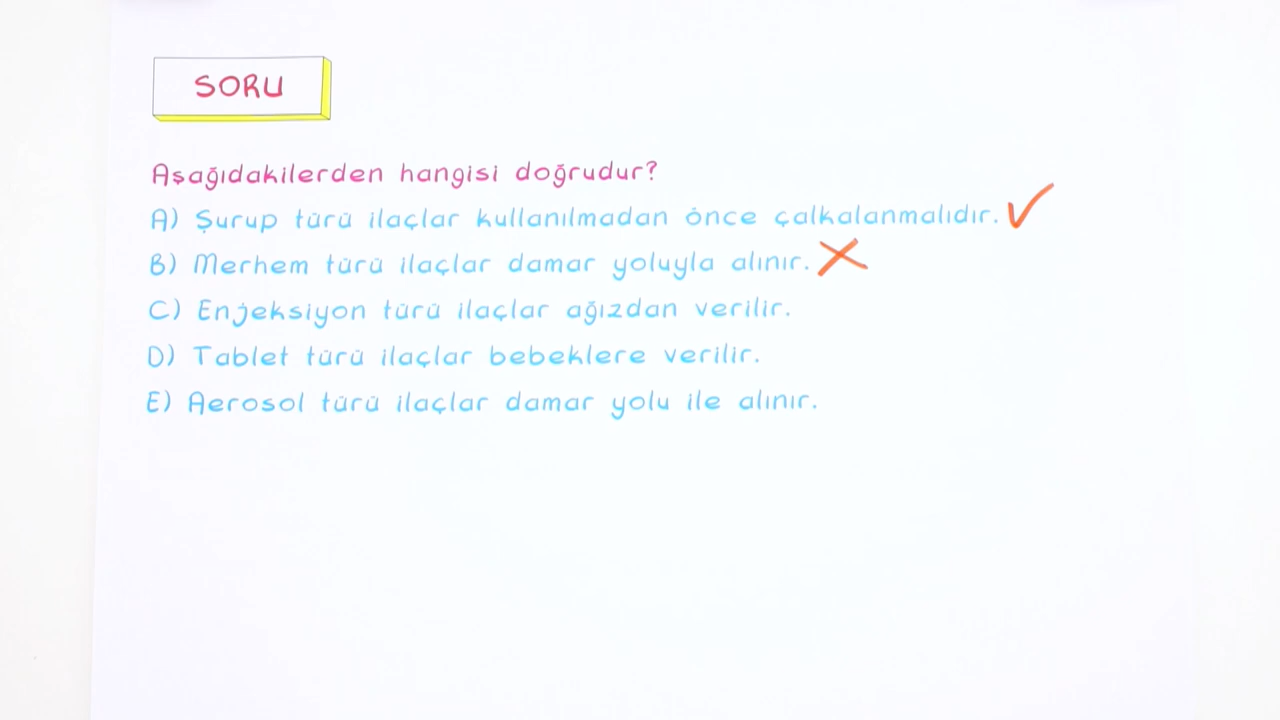 SORU
Aşağıdakilerden hangisi doğrudur?
A) Şurup türü ilaçlar kullanılmadan önce çalkalanmalıdır.
B) Merhem türü ilaçlar damar yoluyla alınır.
C) Enjeksiyon türü ilaçlar ağızdan verilir.
D) Tablet türü ilaçlar bebeklere verilir.
E) Aerosol türü ilaçlar damar yolu ile alınır.